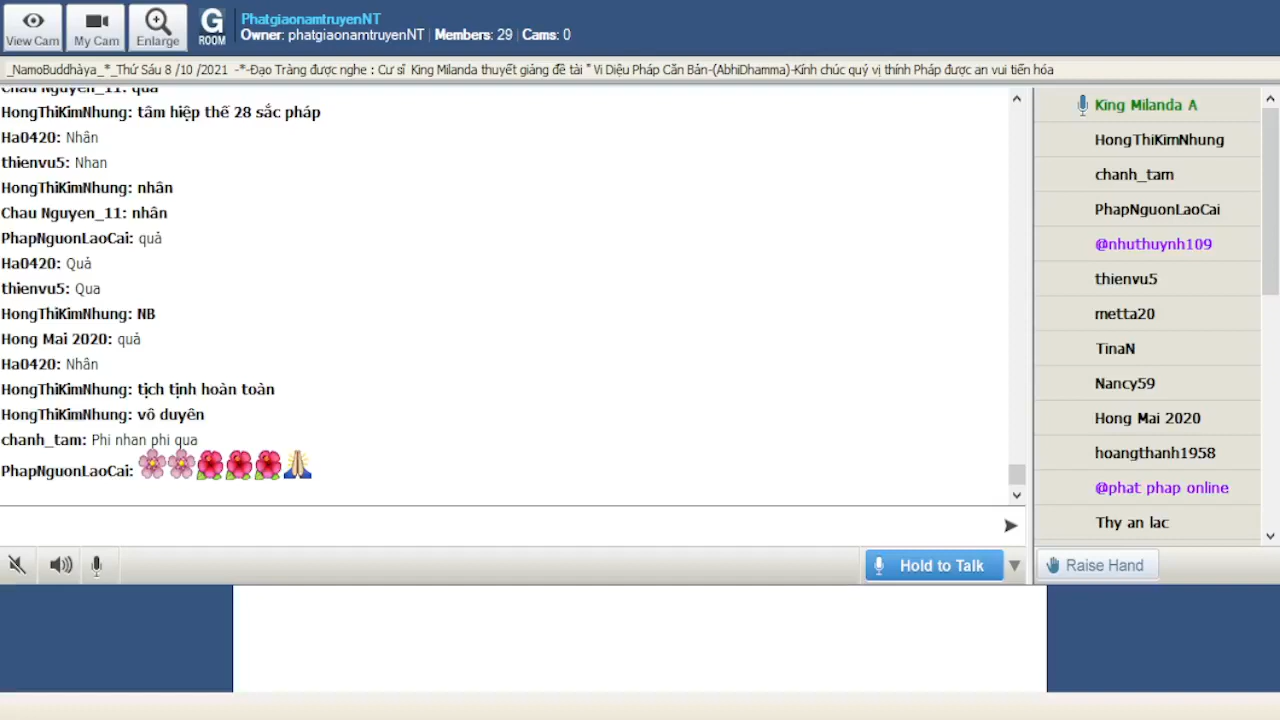 View Cam
My Cam
Enlarge
G
ROOM
PhatgiaonamtruyenNT
Owner: phatgiaonamtruyenNT | Members: 29 | Cams: 0
_NamoBuddhàya_*_Thứ Sáu 8 /10 /2021 -*-Đạo Tràng được nghe : Cư sĩ King Milanda thuyết giảng đề tài " Vi Diệu Pháp Căn Bản-(AbhiDhamma)-Kính chúc quý vị thính Pháp được an vui tiến hóa
Chau Nguyen_11: quả
HongThiKimNhung: tâm hiệp thế 28 sắc pháp
Ha0420: Nhân
thienvu5: Nhan
HongThiKimNhung: nhân
Chau Nguyen_11: nhân
PhapNguonLaoCai: quả
Ha0420: Quả
thienvu5: Qua
HongThiKimNhung: NB
Hong Mai 2020: quả
Ha0420: Nhân
HongThiKimNhung: tịch tịnh hoàn toàn
HongThiKimNhung: vô duyên
chanh_tam: Phi nhan phi qua
PhapNguonLaoCai:
King Milanda A
HongThiKimNhung
chanh_tam
PhapNguonLaoCai
@nhuthuynh109
thienvu5
metta20
TinaN
Nancy59
Hong Mai 2020
hoangthanh1958
@phat phap online
Thy an lac
Hold to Talk
Raise Hand